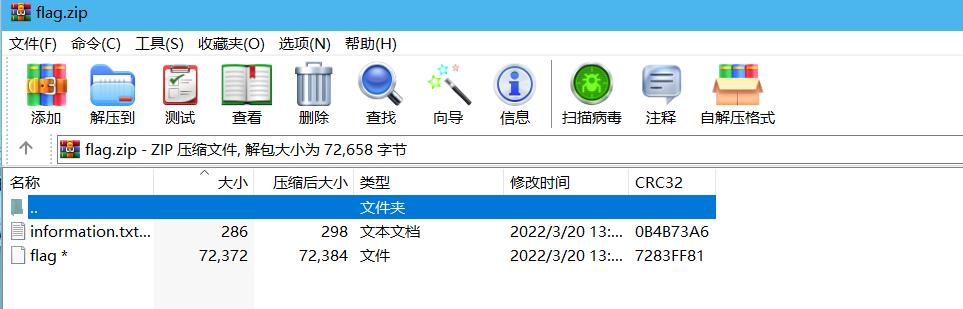 flag.zip
文件(F) 命令(C) 工具(S) 收藏夹(O) 选项(N) 帮助(H)
添加 解压到 测试 查看 删除 查找 向导 信息 扫描病毒 注释 自解压格式
flag.zip - ZIP 压缩文件, 解包大小为 72,658 字节
名称 大小 压缩后大小 类型 修改时间 CRC32
.. 文件夹
information.txt... 286 298 文本文档 2022/3/20 13:... 0B4B73A6
flag * 72,372 72,384 文件 2022/3/20 13:... 7283FF81